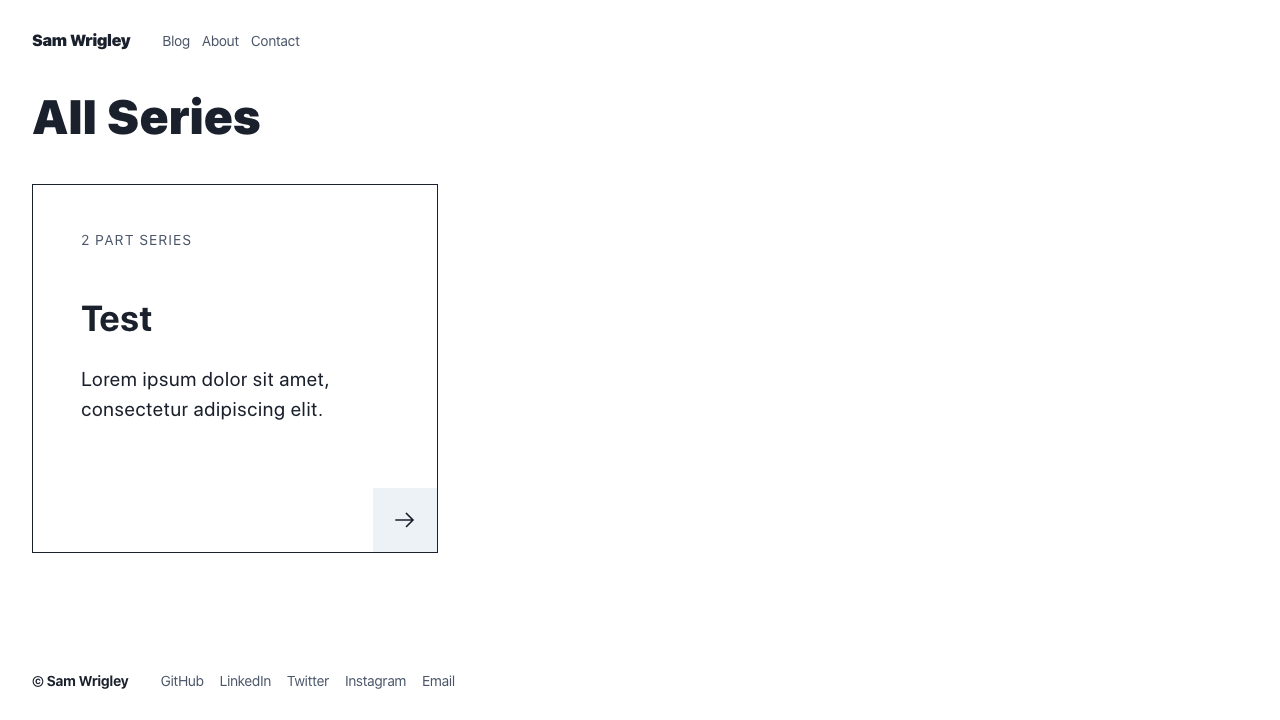 Sam Wrigley Blog About Contact
All Series
2 PART SERIES
Test
Lorem ipsum dolor sit amet,
consectetur adipiscing elit.
© Sam Wrigley GitHub LinkedIn Twitter Instagram Email